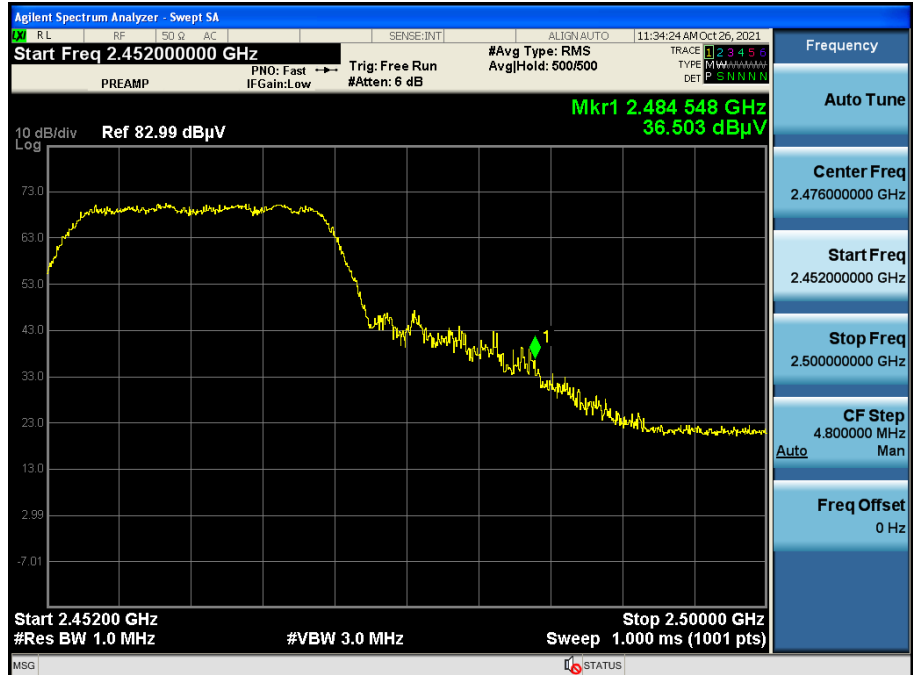 Agilent Spectrum Analyzer - Swept SA
LXI RL RF 50 Ω AC SENSE:INT ALIGN AUTO 11:34:24 AM Oct 26, 2021
Start Freq 2.452000000 GHz
PREAMP
PNO: Fast
IFGain:Low
Trig: Free Run
#Atten: 6 dB
#Avg Type: RMS
Avg|Hold: 500/500
TRACE 1 2 3 4 5 6
TYPE M W W W W W
DET P S N N N N
Mkr1 2.484 548 GHz
36.503 dBµV
10 dB/div Ref 82.99 dBµV
Log
73.0
63.0
53.0
43.0
33.0
23.0
13.0
2.99
-7.01
1
Start 2.45200 GHz
Stop 2.50000 GHz
#Res BW 1.0 MHz
#VBW 3.0 MHz
Sweep 1.000 ms (1001 pts)
MSG
STATUS
Frequency
Auto Tune
Center Freq
2.476000000 GHz
Start Freq
2.452000000 GHz
Stop Freq
2.500000000 GHz
CF Step
4.800000 MHz
Auto Man
Freq Offset
0 Hz